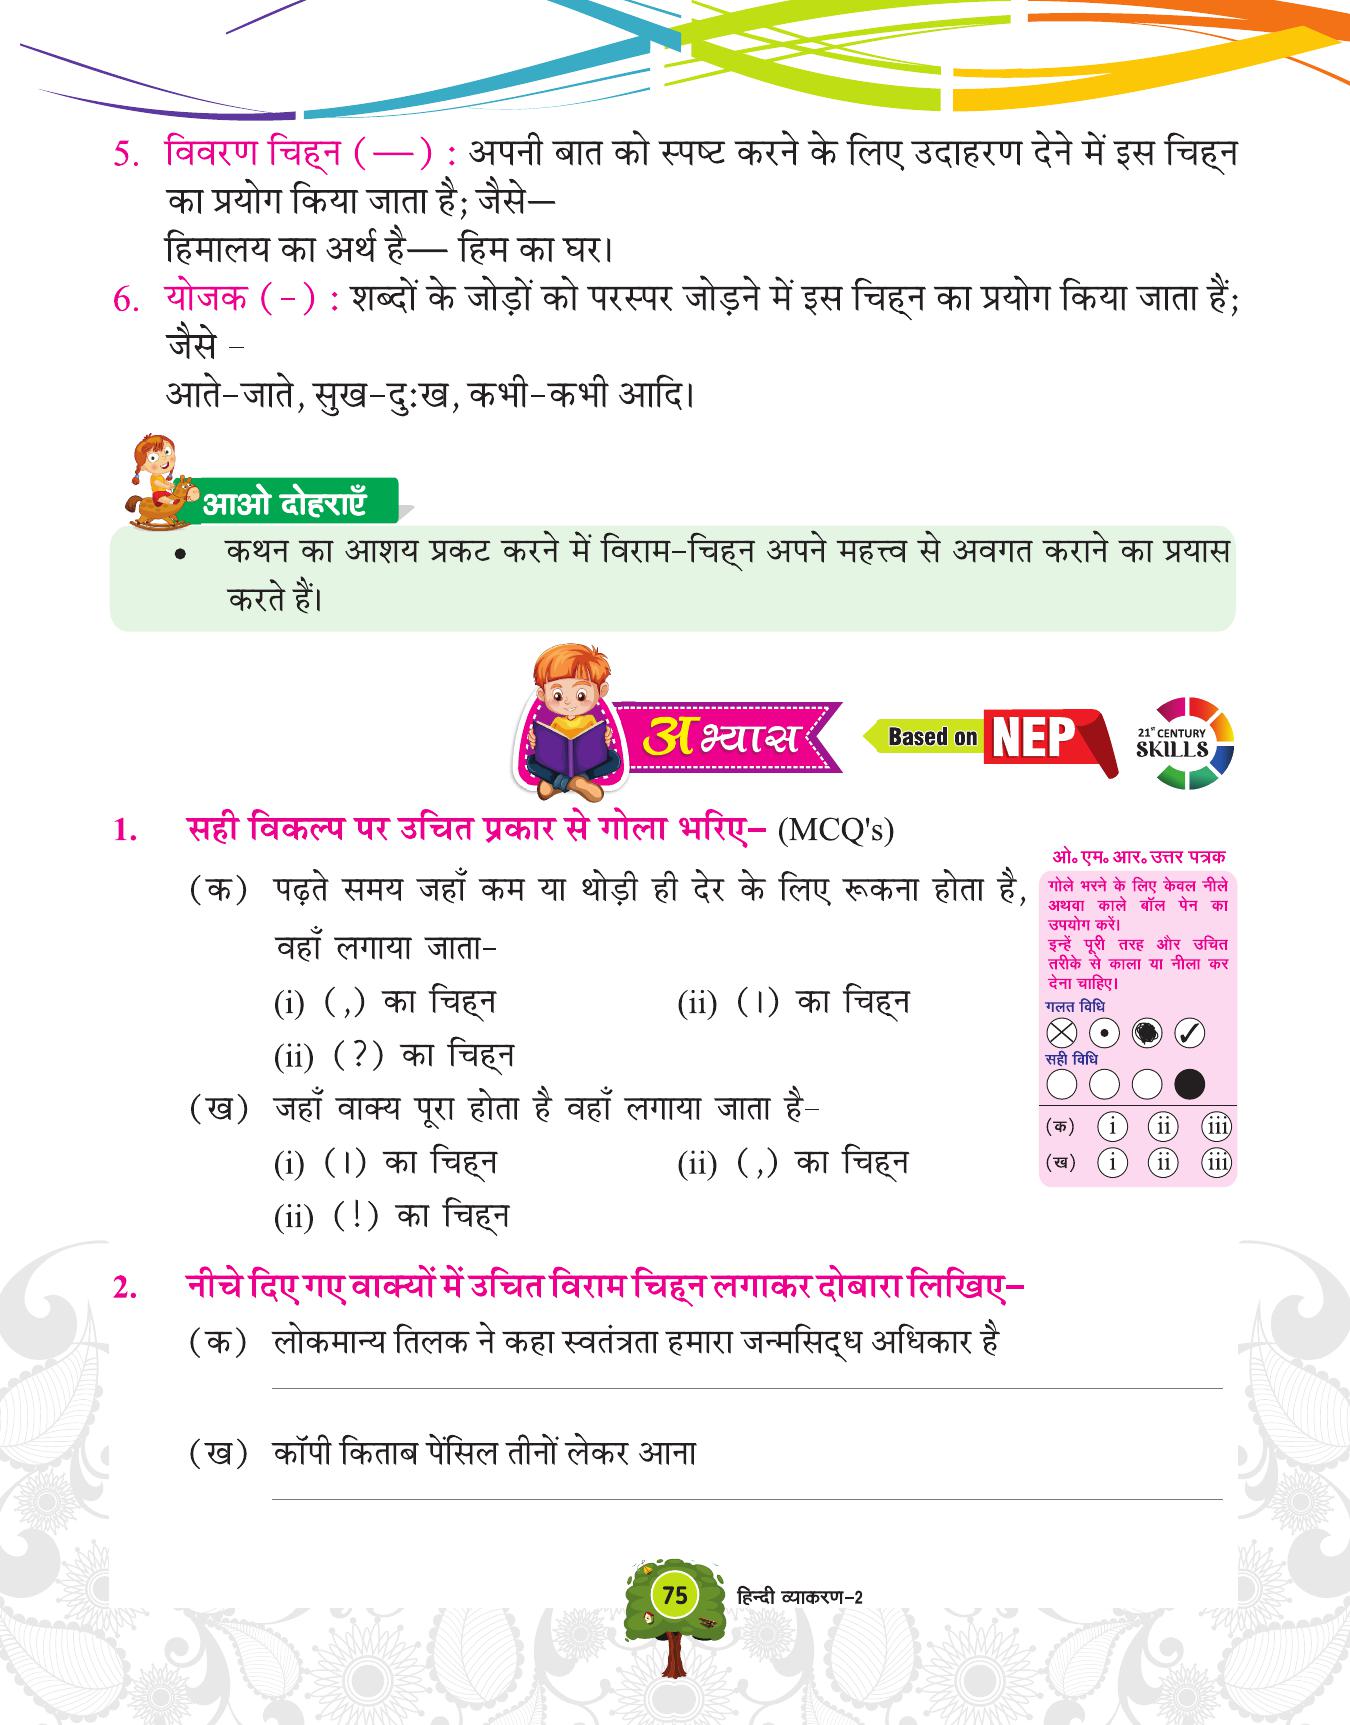 5. विवरण चिह्न (—) : अपनी बात को स्पष्ट करने के लिए उदाहरण देने में इस चिह्न
का प्रयोग किया जाता है; जैसे—
हिमालय का अर्थ है— हिम का घर।
6. योजक (-) : शब्दों के जोड़ों को परस्पर जोड़ने में इस चिह्न का प्रयोग किया जाता हैं;
जैसे -
आते-जाते, सुख-दुःख, कभी-कभी आदि।
आओ दोहराएँ
• कथन का आशय प्रकट करने में विराम-चिह्न अपने महत्त्व से अवगत कराने का प्रयास
करते हैं।
अभ्यास
Based on NEP
21st CENTURY
SKILLS
1. सही विकल्प पर उचित प्रकार से गोला भरिए- (MCQ's)
(क) पढ़ते समय जहाँ कम या थोड़ी ही देर के लिए रूकना होता है,
वहाँ लगाया जाता-
(i) (,) का चिह्न (ii) (।) का चिह्न
(ii) (?) का चिह्न
(ख) जहाँ वाक्य पूरा होता है वहाँ लगाया जाता है-
(i) (।) का चिह्न (ii) (,) का चिह्न
(ii) (!) का चिह्न
ओ॰ एम॰ आर॰ उत्तर पत्रक
गोले भरने के लिए केवल नीले
अथवा काले बॉल पेन का
उपयोग करें।
इन्हें पूरी तरह और उचित
तरीके से काला या नीला कर
देना चाहिए।
गलत विधि
सही विधि
(क) i ii iii
(ख) i ii iii
2. नीचे दिए गए वाक्यों में उचित विराम चिह्न लगाकर दोबारा लिखिए-
(क) लोकमान्य तिलक ने कहा स्वतंत्रता हमारा जन्मसिद्ध अधिकार है
(ख) कॉपी किताब पेंसिल तीनों लेकर आना
75 हिन्दी व्याकरण-2